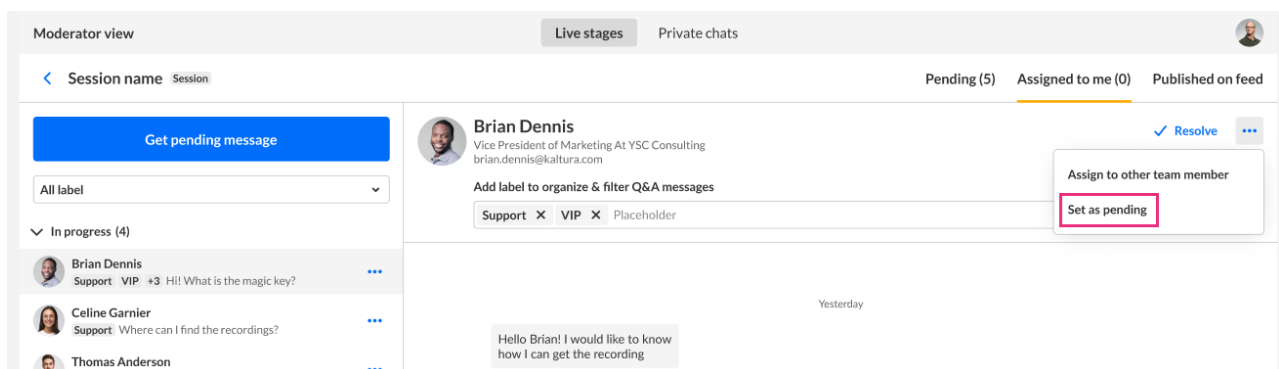 Moderator view
Live stages
Private chats
Session name Session
Pending (5)
Assigned to me (0)
Published on feed
Get pending message
All label
In progress (4)
Brian Dennis
Support VIP +3 Hi! What is the magic key?
Celine Garnier
Support Where can I find the recordings?
Thomas Anderson
Brian Dennis
Vice President of Marketing At YSC Consulting
brian.dennis@kaltura.com
Resolve
Assign to other team member
Set as pending
Add label to organize & filter Q&A messages
Support VIP Placeholder
Yesterday
Hello Brian! I would like to know
how I can get the recording